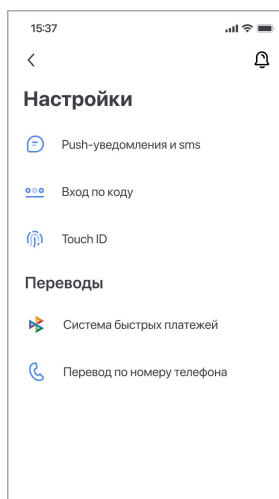 15:37
Настройки
Push-уведомления и sms
Вход по коду
Touch ID
Переводы
Система быстрых платежей
Перевод по номеру телефона